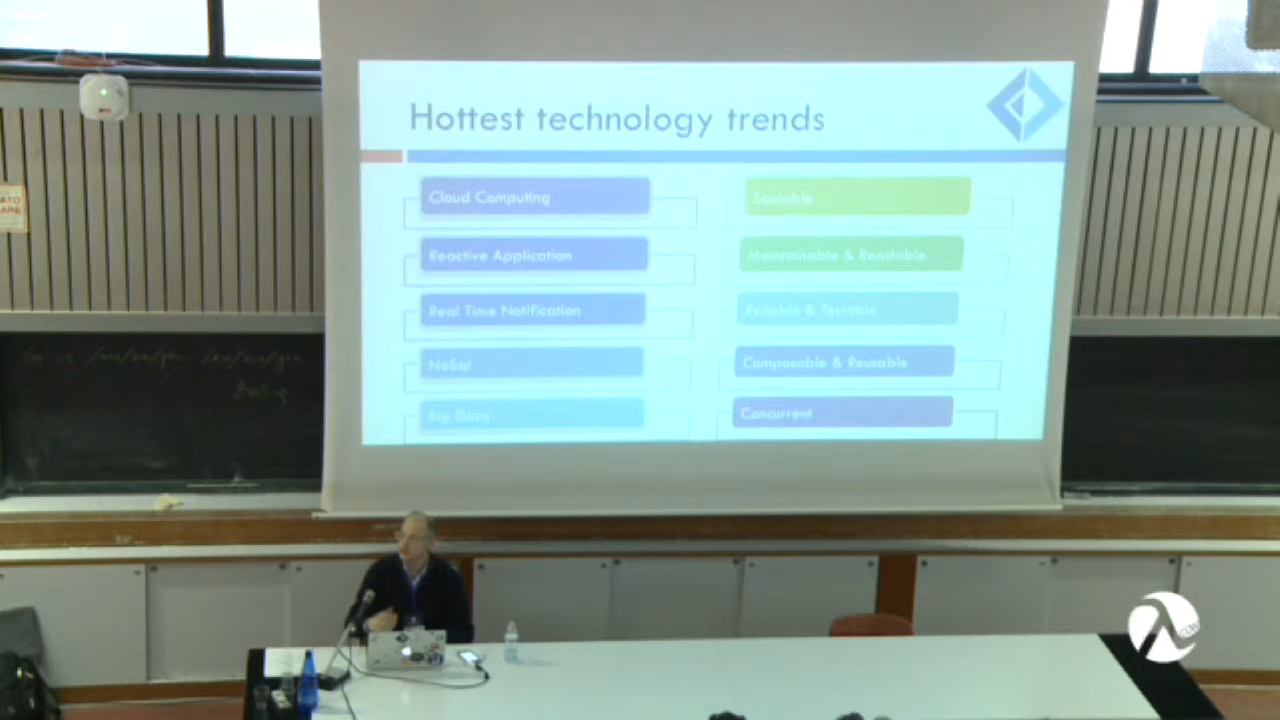 Hottest technology trends
Cloud Computing
Scalable
Reactive Application
Maintainable & Readable
Real Time Notification
Reliable & Testable
NoSql
Composable & Reusable
Big Data
Concurrent